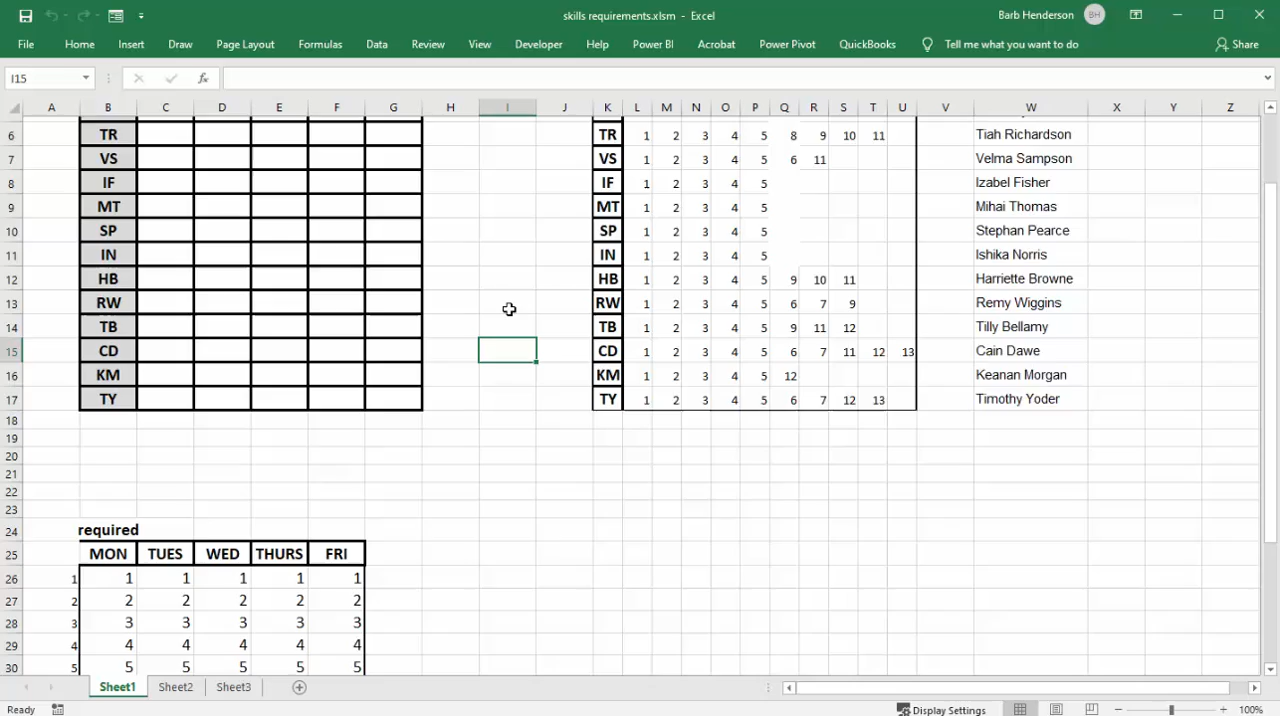 skills requirements.xlsm - Excel
Barb Henderson BH
File Home Insert Draw Page Layout Formulas Data Review View Developer Help Power BI Acrobat Power Pivot QuickBooks Tell me what you want to do Share
I15 fx
A B C D E F G H I J K L M N O P Q R S T U V W X Y Z
6 TR TR 1 2 3 4 5 8 9 10 11 Tiah Richardson
7 VS VS 1 2 3 4 5 6 11 Velma Sampson
8 IF IF 1 2 3 4 5 Izabel Fisher
9 MT MT 1 2 3 4 5 Mihai Thomas
10 SP SP 1 2 3 4 5 Stephan Pearce
11 IN IN 1 2 3 4 5 Ishika Norris
12 HB HB 1 2 3 4 5 9 10 11 Harriette Browne
13 RW RW 1 2 3 4 5 6 7 9 Remy Wiggins
14 TB TB 1 2 3 4 5 9 11 12 Tilly Bellamy
15 CD CD 1 2 3 4 5 6 7 11 12 13 Cain Dawe
16 KM KM 1 2 3 4 5 12 Keanan Morgan
17 TY TY 1 2 3 4 5 6 7 12 13 Timothy Yoder
18
19
20
21
22
23
24 required
25 MON TUES WED THURS FRI
26 1 1 1 1 1 1
27 2 2 2 2 2 2
28 3 3 3 3 3 3
29 4 4 4 4 4 4
30 5 5 5 5 5 5
Sheet1 Sheet2 Sheet3
Ready Display Settings 100%